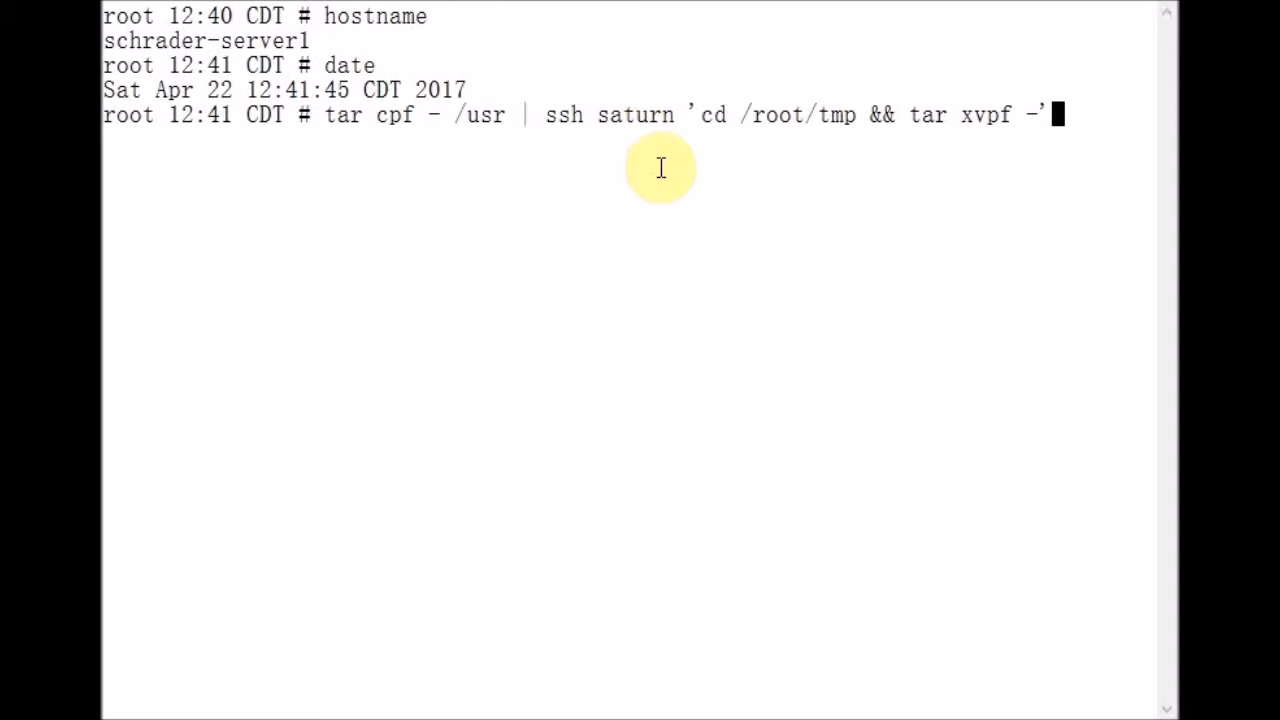 root 12:40 CDT # hostname
schrader-server1
root 12:41 CDT # date
Sat Apr 22 12:41:45 CDT 2017
root 12:41 CDT # tar cpf - /usr | ssh saturn 'cd /root/tmp && tar xvpf -'